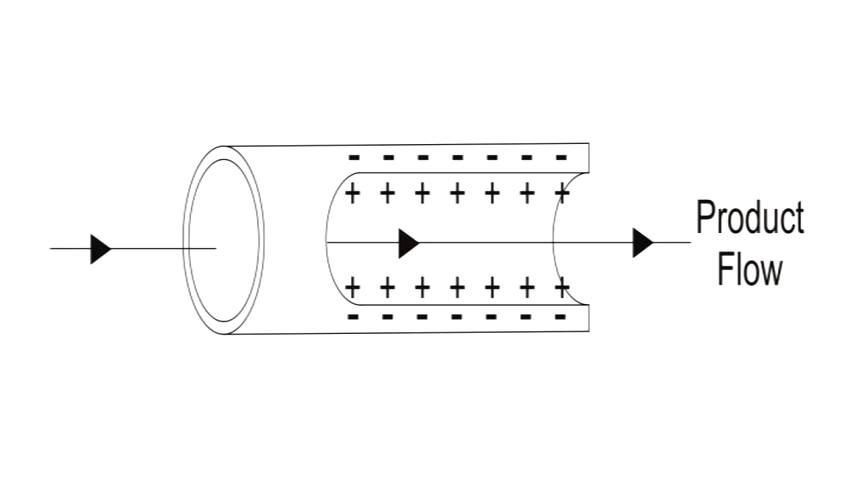 - - - - - - -
+ + + + + + +
Product
Flow
+ + + + + + +
- - - - - - -